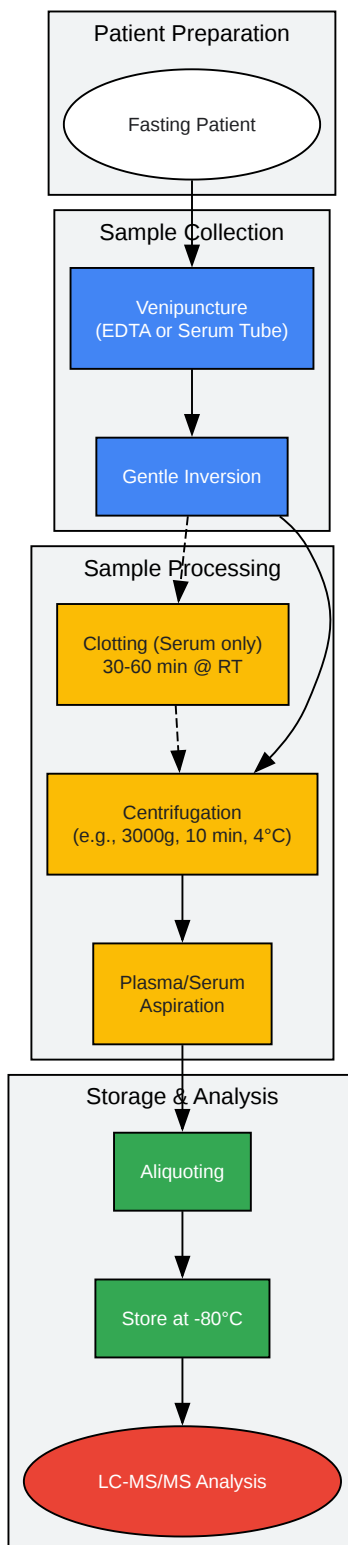 Patient Preparation
Fasting Patient
Sample Collection
Venipuncture
(EDTA or Serum Tube)
Gentle Inversion
Sample Processing
Clotting (Serum only)
30-60 min @ RT
Centrifugation
(e.g., 3000g, 10 min, 4°C)
Plasma/Serum
Aspiration
Storage & Analysis
Aliquoting
Store at -80°C
LC-MS/MS Analysis